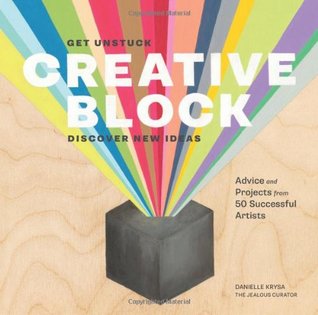 GET UNSTUCK
CREATIVE
BLOCK
DISCOVER NEW IDEAS
Advice and
Projects from
50 Successful
Artists
DANIELLE KRYSA
THE JEALOUS CURATOR